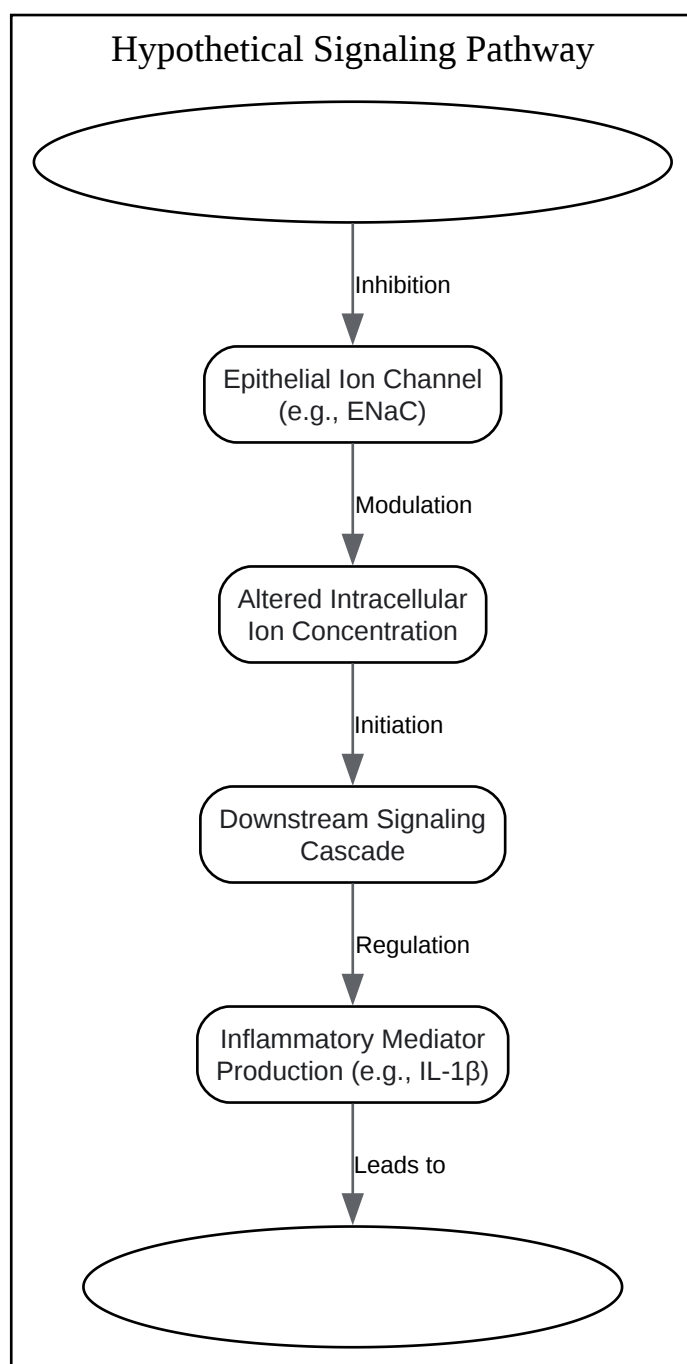 Hypothetical Signaling Pathway
Inhibition
Epithelial Ion Channel
(e.g., ENaC)
Modulation
Altered Intracellular
Ion Concentration
Initiation
Downstream Signaling
Cascade
Regulation
Inflammatory Mediator
Production (e.g., IL-1β)
Leads to